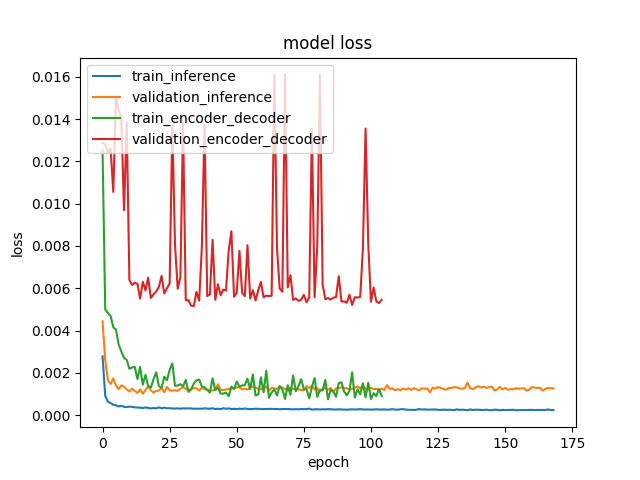 model loss
train_inference
validation_inference
train_encoder_decoder
validation_encoder_decoder
0.016
0.014
0.012
0.010
0.008
0.006
0.004
0.002
0.000
loss
0 25 50 75 100 125 150 175
epoch